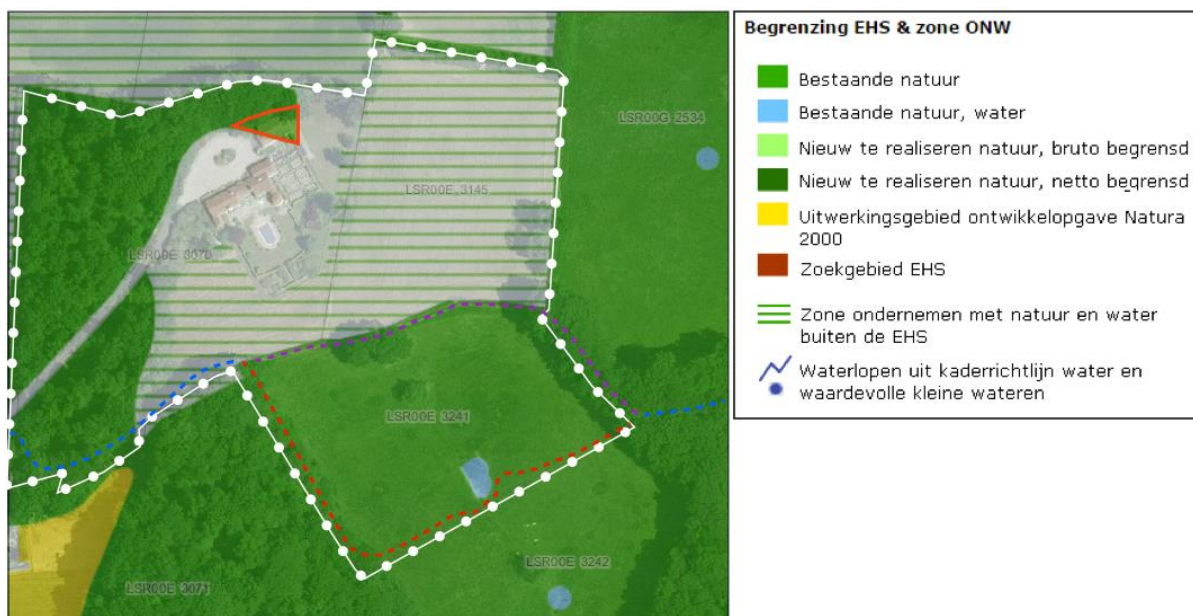 Begrenzing EHS & zone ONW
Bestaande natuur
Bestaande natuur, water
Nieuw te realiseren natuur, bruto begrensd
Nieuw te realiseren natuur, netto begrensd
Uitwerkingsgebied ontwikkelopgave Natura
2000
Zoekgebied EHS
Zone ondernemen met natuur en water
buiten de EHS
Waterlopen uit kaderrichtlijn water en
waardevolle kleine wateren
LSR00G 2534
LSR00E 3145
LSR00E 3070
LSR00E 3241
LSR00E 3242
LSR00E 3071